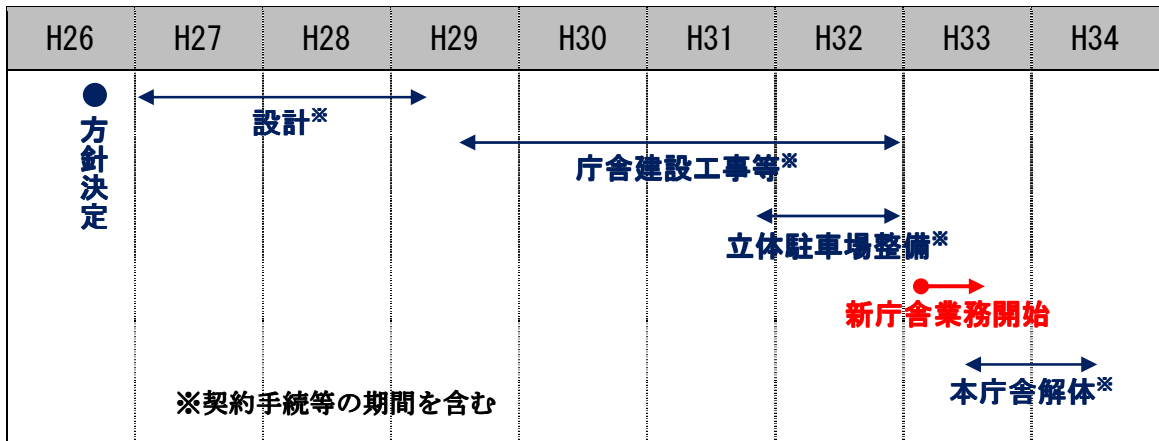 H26 H27 H28 H29 H30 H31 H32 H33 H34
方針決定
設計※
庁舎建設工事等※
立体駐車場整備※
新庁舎業務開始
本庁舎解体※
※契約手続等の期間を含む